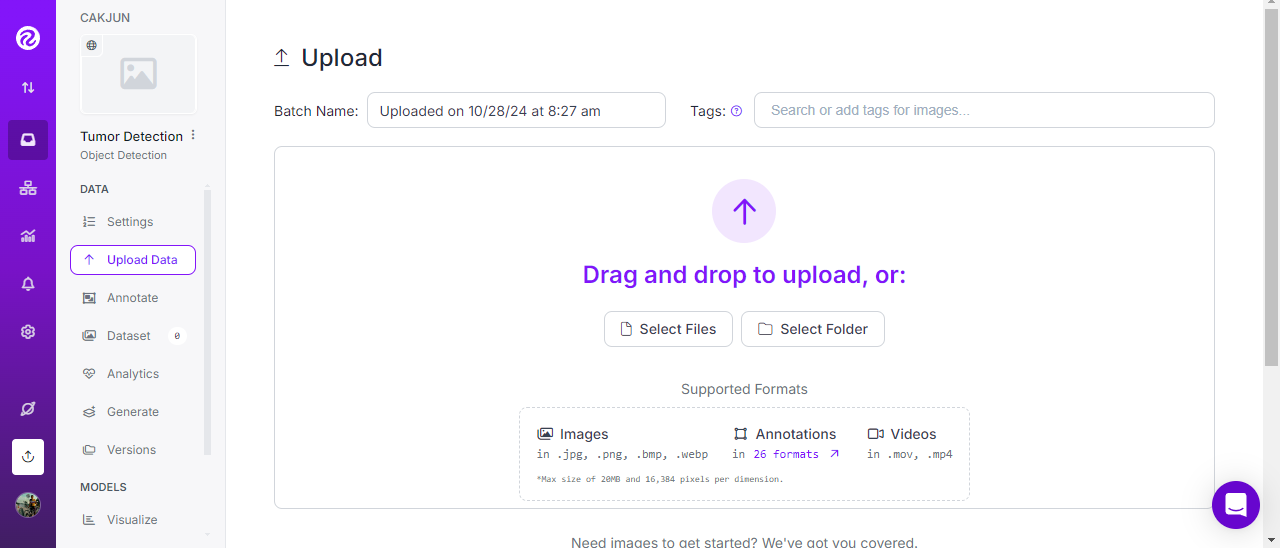 CAKJUN
Tumor Detection
Object Detection
DATA
Settings
Upload Data
Annotate
Dataset 0
Analytics
Generate
Versions
MODELS
Visualize
Upload
Batch Name: Uploaded on 10/28/24 at 8:27 am Tags: Search or add tags for images...
Drag and drop to upload, or:
Select Files Select Folder
Supported Formats
Images Annotations Videos
in .jpg, .png, .bmp, .webp in 26 formats in .mov, .mp4
*Max size of 20MB and 16,384 pixels per dimension.
Need images to get started? We've got you covered.